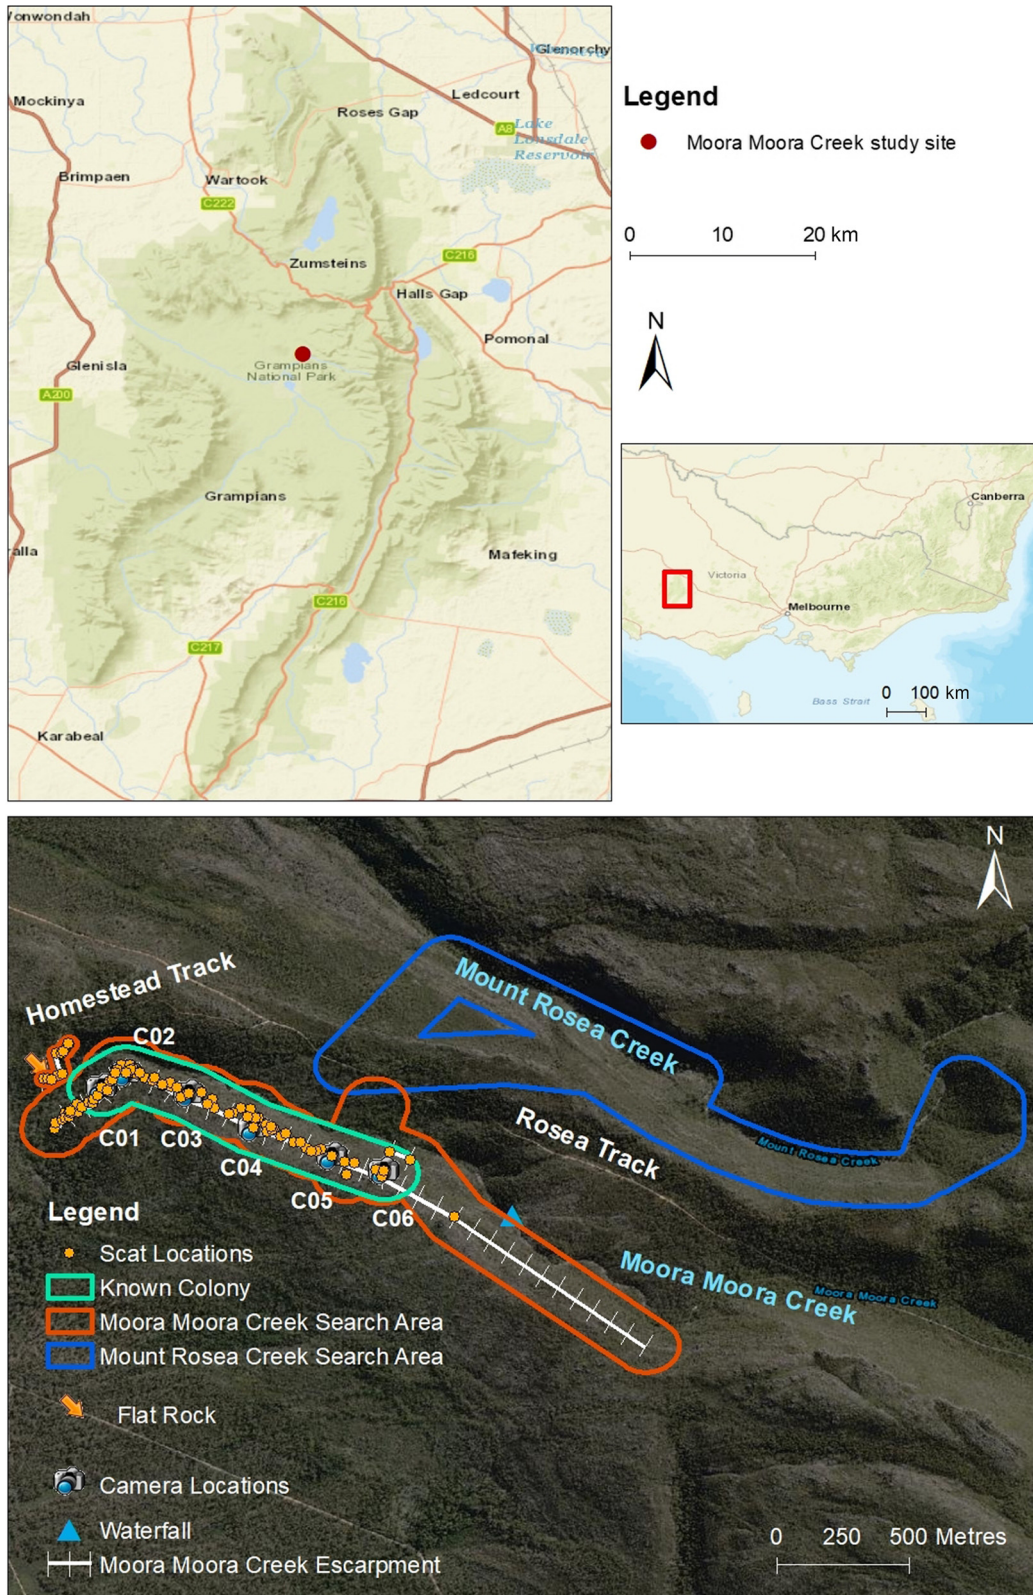 Glenorchy
Mockinya
Ledcourt
Roses Gap
A8
Lake
Lonsdale
Reservoir
Brimpaen
Wartook
C222
Zumsteins
C216
Halls Gap
Pomonal
Glenisla
Grampians
National Park
A200
Grampians
Mafeking
C216
C217
Karabeal
Legend
Moora Moora Creek study site
0 10 20 km
N
Canberra
Victoria
Melbourne
Bass Strait
0 100 km
N
Homestead Track
Mount Rosea Creek
C02
C01
C03
C04
C05
C06
Rosea Track
Mount Rosea Creek
Moora Moora Creek
Moora Moora Creek
Legend
Scat Locations
Known Colony
Moora Moora Creek Search Area
Mount Rosea Creek Search Area
Flat Rock
Camera Locations
Waterfall
Moora Moora Creek Escarpment
0 250 500 Metres